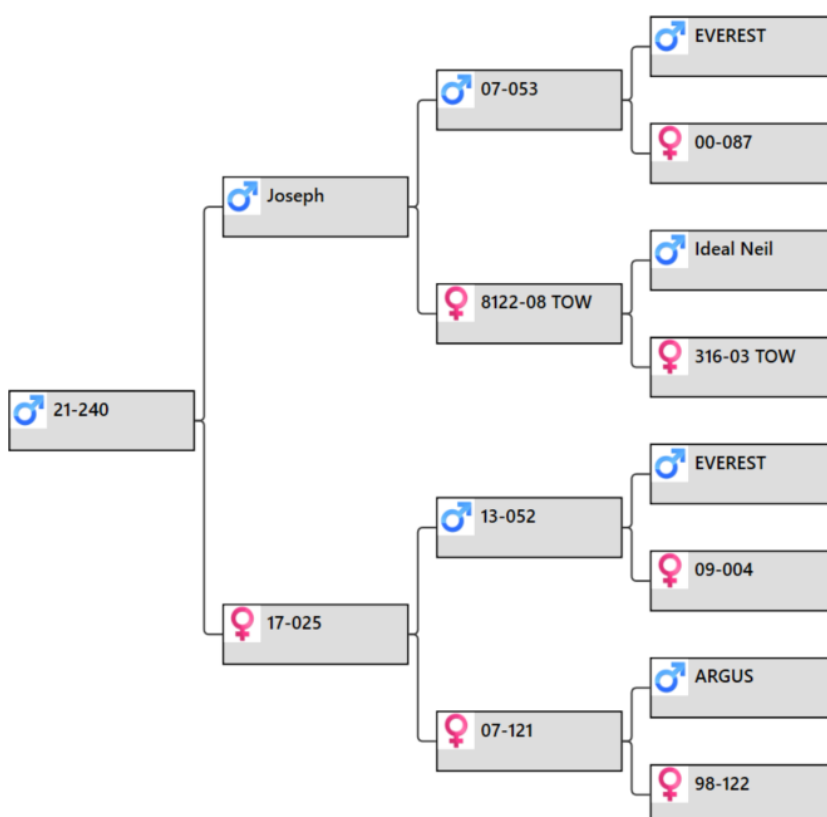 EVEREST
07-053
00-087
Joseph
Ideal Neil
8122-08 TOW
316-03 TOW
21-240
EVEREST
13-052
09-004
17-025
ARGUS
07-121
98-122